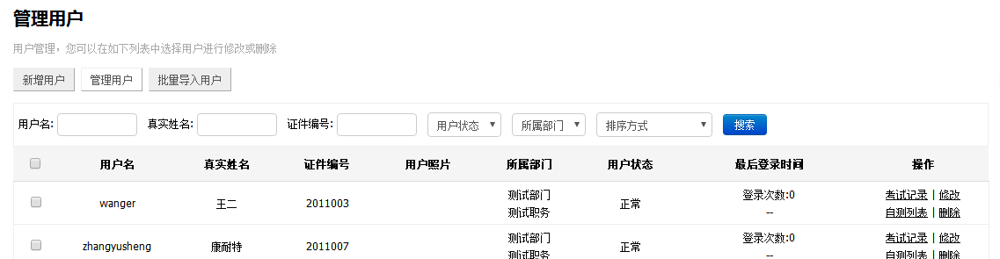 管理用户
用户管理，您可以在如下列表中选择用户进行修改或删除
新增用户 管理用户 批量导入用户
用户名: 真实姓名: 证件编号: 用户状态 所属部门 排序方式 搜索
用户名 真实姓名 证件编号 用户照片 所属部门 用户状态 最后登录时间 操作
测试部门 登录次数:0 考试记录 | 修改
wanger 王二 2011003 正常
测试职务 -- 自测列表 | 删除
测试部门 登录次数:0 考试记录 | 修改
zhangyusheng 康耐特 2011007 正常
测试职务 -- 自测列表 | 删除